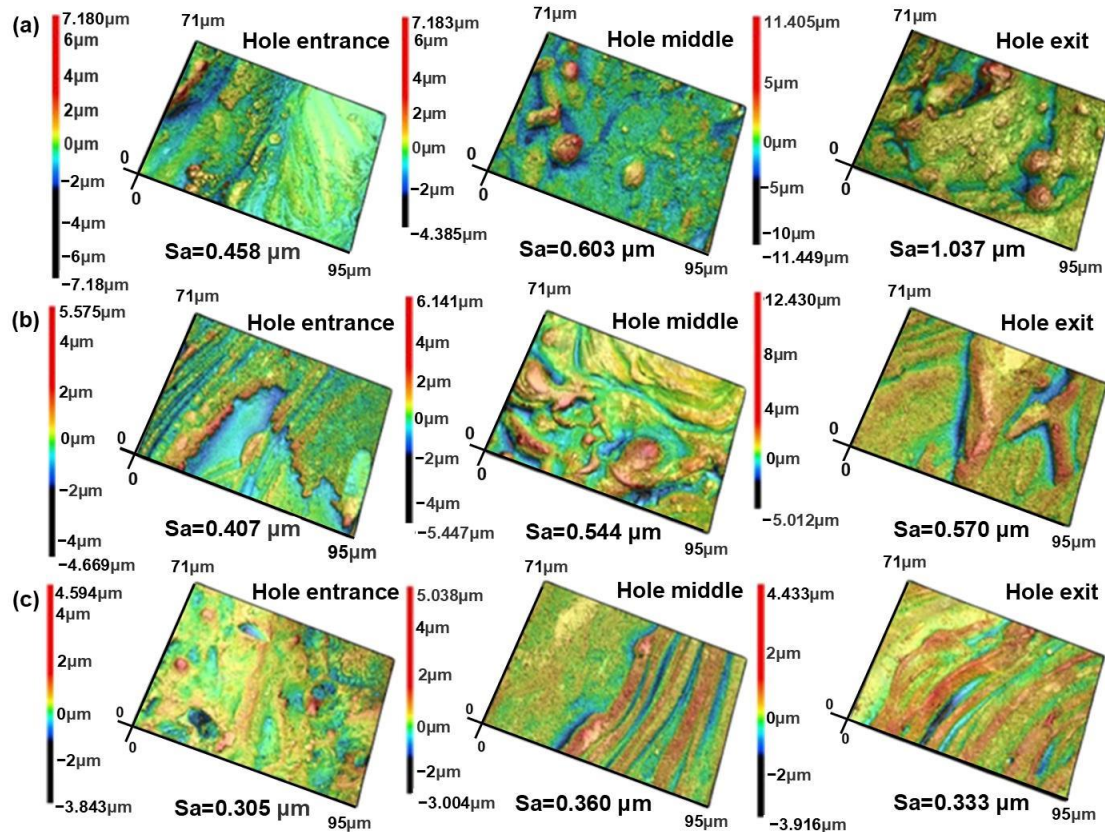 (a)
7.180μm
6μm
4μm
2μm
0μm
−2μm
−4μm
−6μm
−7.18μm
71μm
Hole entrance
0
0
95μm
Sa=0.458 μm
7.183μm
6μm
4μm
2μm
0μm
−2μm
−4.385μm
71μm
Hole middle
0
0
95μm
Sa=0.603 μm
11.405μm
5μm
0μm
−5μm
−10μm
−11.449μm
71μm
Hole exit
0
0
95μm
Sa=1.037 μm
(b)
5.575μm
4μm
2μm
0μm
−2μm
−4μm
−4.669μm
71μm
Hole entrance
0
0
95μm
Sa=0.407 μm
6.141μm
4μm
2μm
0μm
−2μm
−4μm
−5.447μm
71μm
Hole middle
0
0
95μm
Sa=0.544 μm
12.430μm
8μm
4μm
0μm
−5.012μm
71μm
Hole exit
0
0
95μm
Sa=0.570 μm
(c)
4.594μm
4μm
2μm
0μm
−2μm
−3.843μm
71μm
Hole entrance
0
0
95μm
Sa=0.305 μm
5.038μm
4μm
2μm
0μm
−2μm
−3.004μm
71μm
Hole middle
0
0
95μm
Sa=0.360 μm
4.433μm
2μm
0μm
−2μm
−3.916μm
71μm
Hole exit
0
0
95μm
Sa=0.333 μm